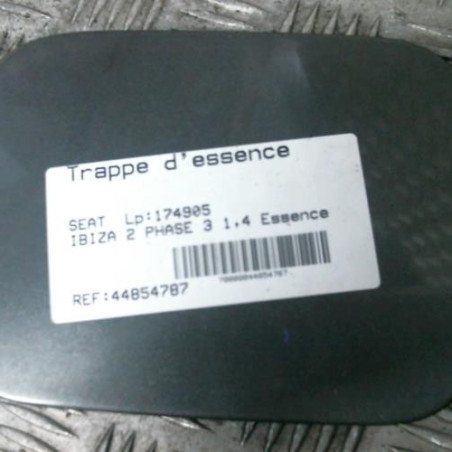 Trappe d'essence
SEAT Lp:174905
IBIZA 2 PHASE 3 1,4 Essence
REF:44854787